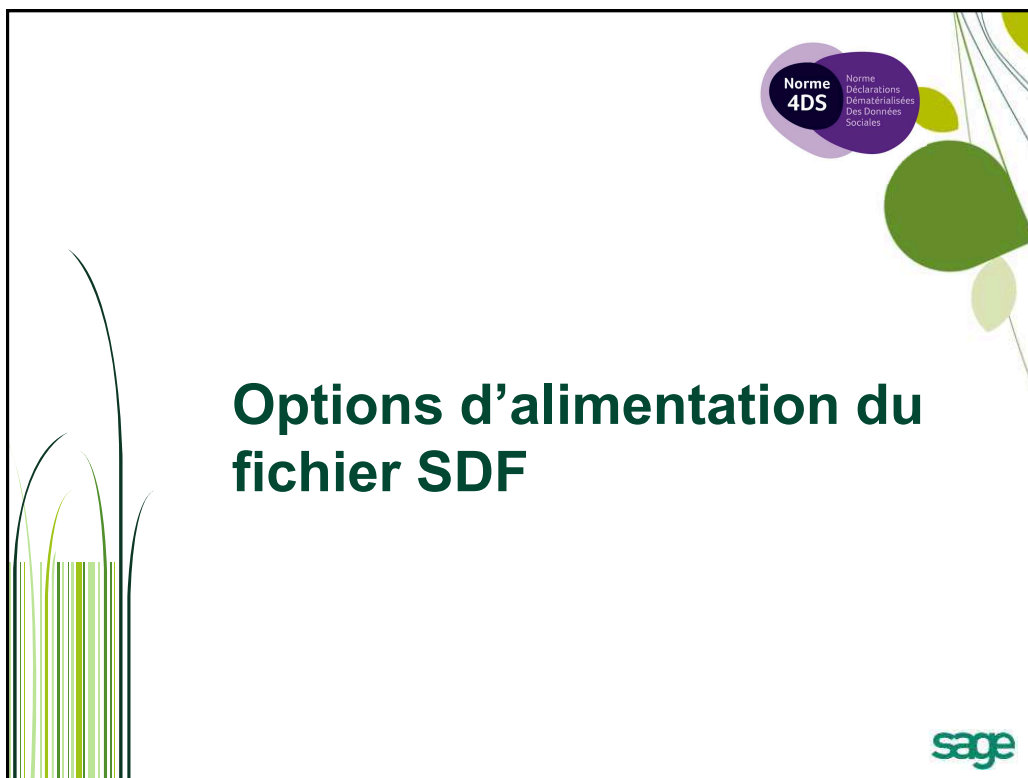 Norme
4DS
Norme
Déclarations
Dématérialisées
Des Données
Sociales
Options d’alimentation du
fichier SDF
sage